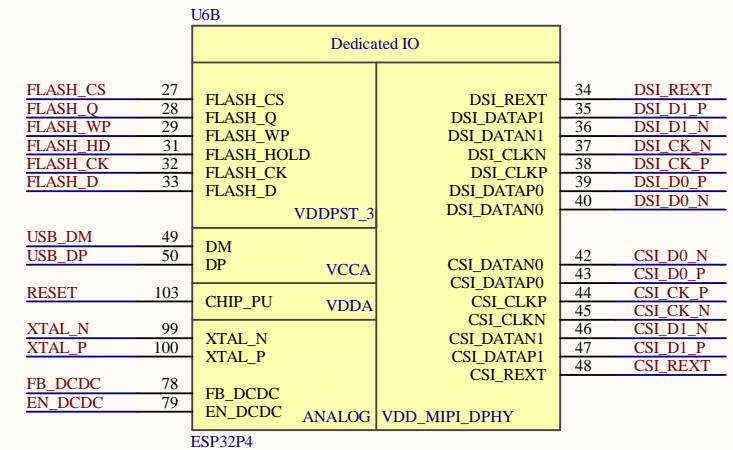 U6B
Dedicated IO
FLASH_CS 27 FLASH_CS
FLASH_Q 28 FLASH_Q
FLASH_WP 29 FLASH_WP
FLASH_HD 31 FLASH_HOLD
FLASH_CK 32 FLASH_CK
FLASH_D 33 FLASH_D
VDDPST_3
USB_DM 49 DM
USB_DP 50 DP
VCCA
RESET 103 CHIP_PU
VDDA
XTAL_N 99 XTAL_N
XTAL_P 100 XTAL_P
FB_DCDC 78 FB_DCDC
EN_DCDC 79 EN_DCDC
ANALOG
DSI_REXT 34 DSI_REXT
DSI_DATAP1 35 DSI_D1_P
DSI_DATAN1 36 DSI_D1_N
DSI_CLKN 37 DSI_CK_N
DSI_CLKP 38 DSI_CK_P
DSI_DATAP0 39 DSI_D0_P
DSI_DATAN0 40 DSI_D0_N
CSI_DATAN0 42 CSI_D0_N
CSI_DATAP0 43 CSI_D0_P
CSI_CLKP 44 CSI_CK_P
CSI_CLKN 45 CSI_CK_N
CSI_DATAN1 46 CSI_D1_N
CSI_DATAP1 47 CSI_D1_P
CSI_REXT 48 CSI_REXT
VDD_MIPI_DPHY
ESP32P4